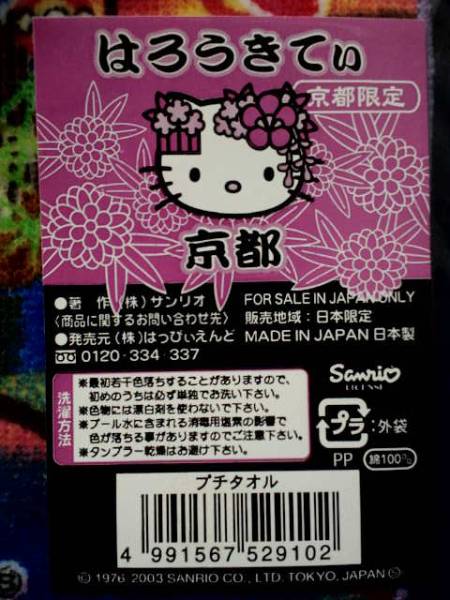 はろうきてぃ
京都限定
京都
●著 作(株)サンリオ
〈商品に関するお問い合わせ先〉
●発売元(株)はっぴぃえんど
0120-334-337
FOR SALE IN JAPAN ONLY
販売地域:日本限定
MADE IN JAPAN 日本製
洗濯方法
※最初若干色落ちすることがありますので、
初めのうちは必ず単独でお洗い下さい。
※色物には漂白剤を使わないで下さい。
※プール水に含まれる消毒用塩素の影響で
色が落ちる事がありますのでご注意下さい。
※タンブラー乾燥はお避け下さい。
Sanrio
LICENSE
プラ:外袋
PP 綿100%
プチタオル
4 991567 529102
© 1976, 2003 SANRIO CO., LTD. TOKYO, JAPAN